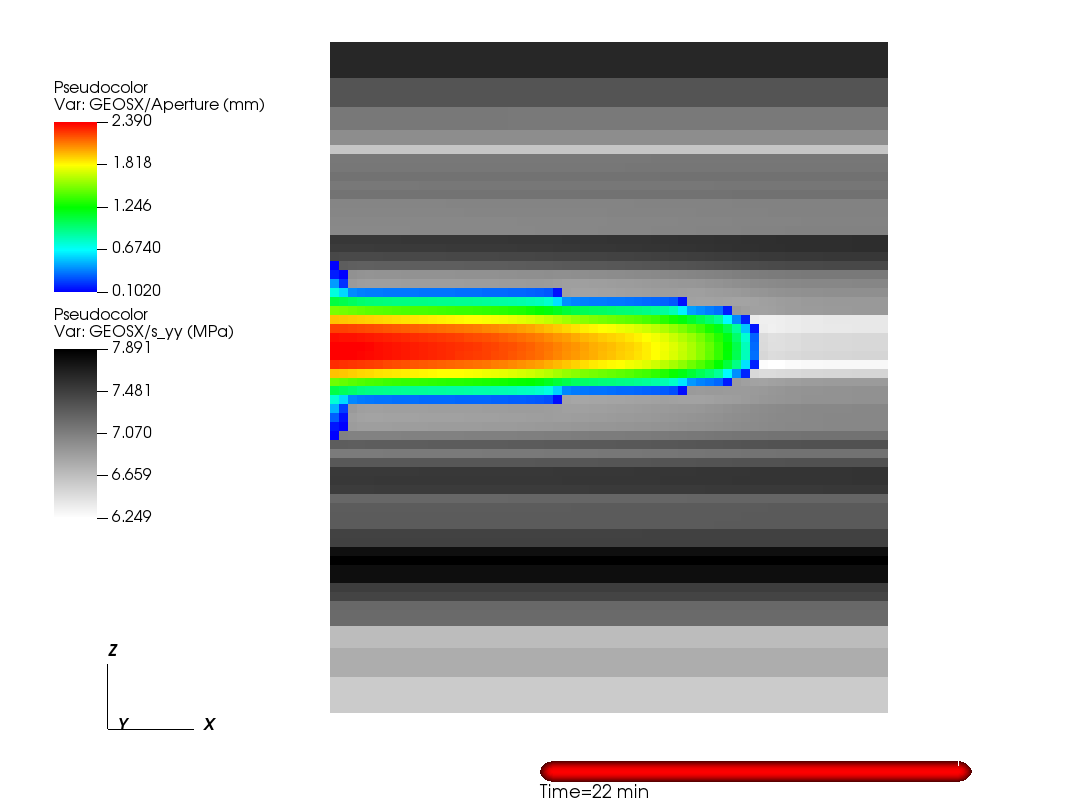 Pseudocolor
Var: GEOSX/Aperture (mm)
2.390
1.818
1.246
0.6740
0.1020
Pseudocolor
Var: GEOSX/s_yy (MPa)
7.891
7.481
7.070
6.659
6.249
Z
Y X
Time=22 min